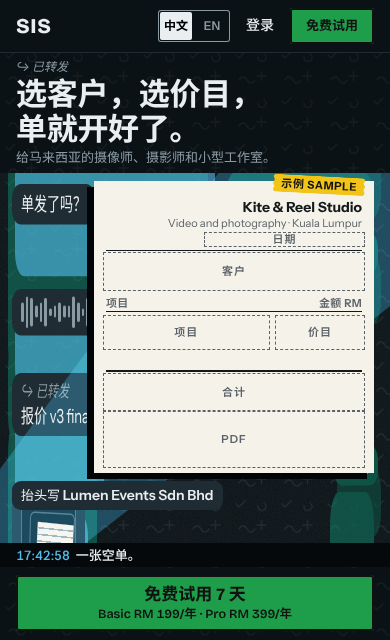 SIS
中文
EN
登录
免费试用
已转发
选客户，选价目，
单就开好了。
给马来西亚的摄像师、摄影师和小型工作室。
单发了吗？
示例 SAMPLE
Kite & Reel Studio
Video and photography · Kuala Lumpur
日期
客户
项目
金额 RM
项目
价目
已转发
报价 v3 fina
合计
PDF
抬头写 Lumen Events Sdn Bhd
17:42:58 一张空单。
免费试用 7 天
Basic RM 199/年 · Pro RM 399/年